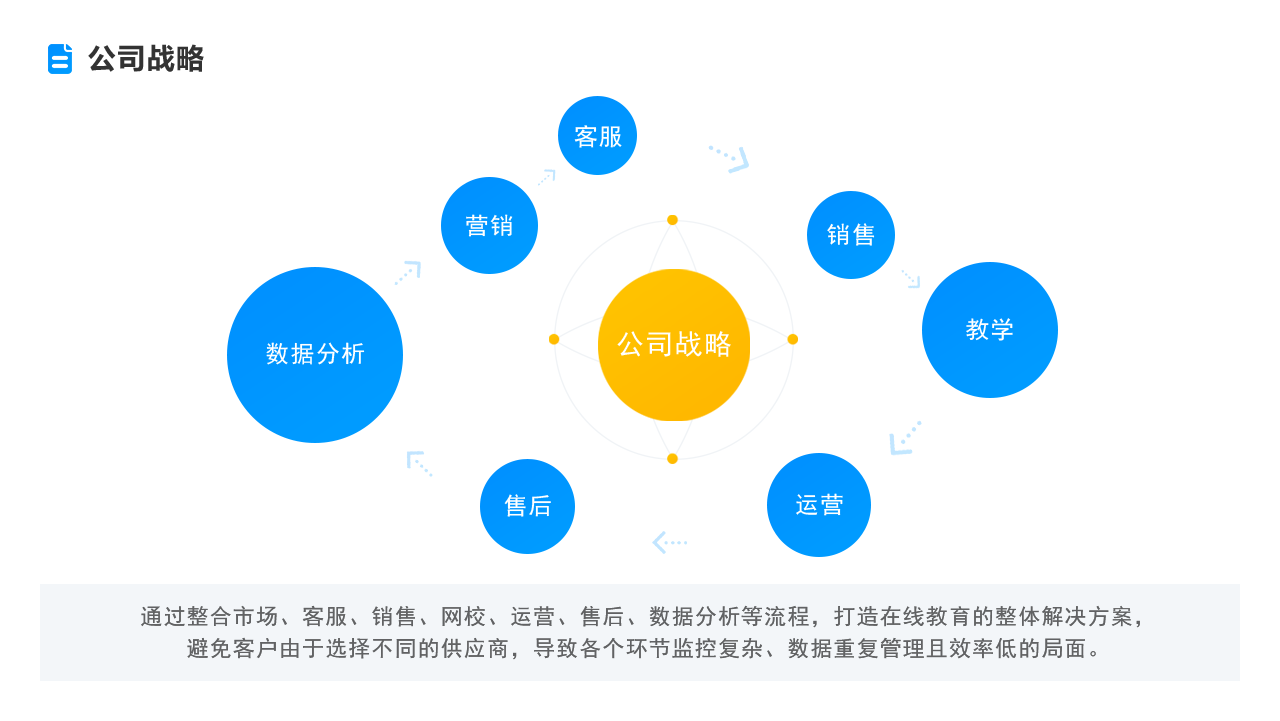 公司战略
客服
营销
销售
教学
公司战略
数据分析
售后
运营
通过整合市场、客服、销售、网校、运营、售后、数据分析等流程，打造在线教育的整体解决方案，
避免客户由于选择不同的供应商，导致各个环节监控复杂、数据重复管理且效率低的局面。